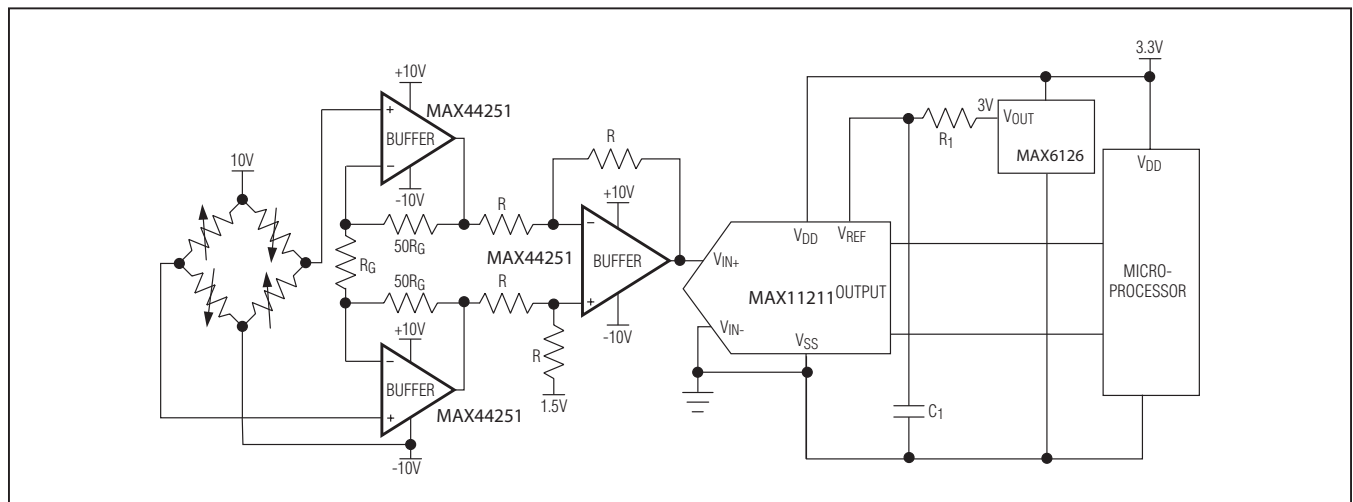 10V
+10V
MAX44251
+
BUFFER
−
-10V
50RG
RG
50RG
+10V
−
BUFFER
+
MAX44251
-10V
R
R
R
R
1.5V
MAX44251
+10V
−
BUFFER
+
-10V
VIN+
VIN-
VDD
VREF
MAX11211
OUTPUT
VSS
R1
C1
3V
VOUT
MAX6126
3.3V
VDD
MICRO-
PROCESSOR